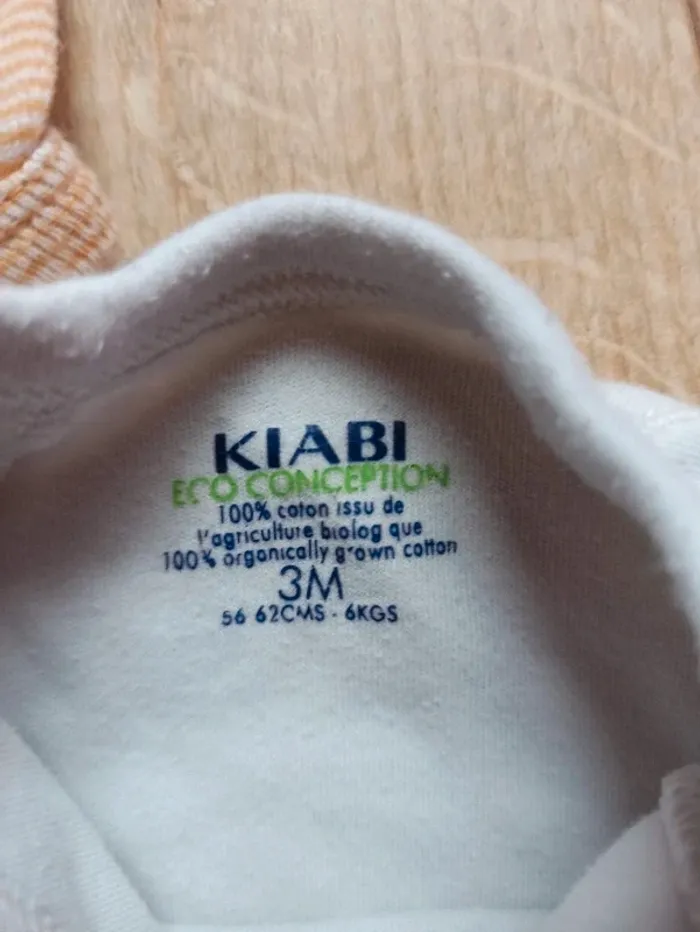 KIABI
ECO CONCEPTION
100% coton issu de
l'agriculture biolog que
100% organically grown cotton
3M
56 62CMS - 6KGS